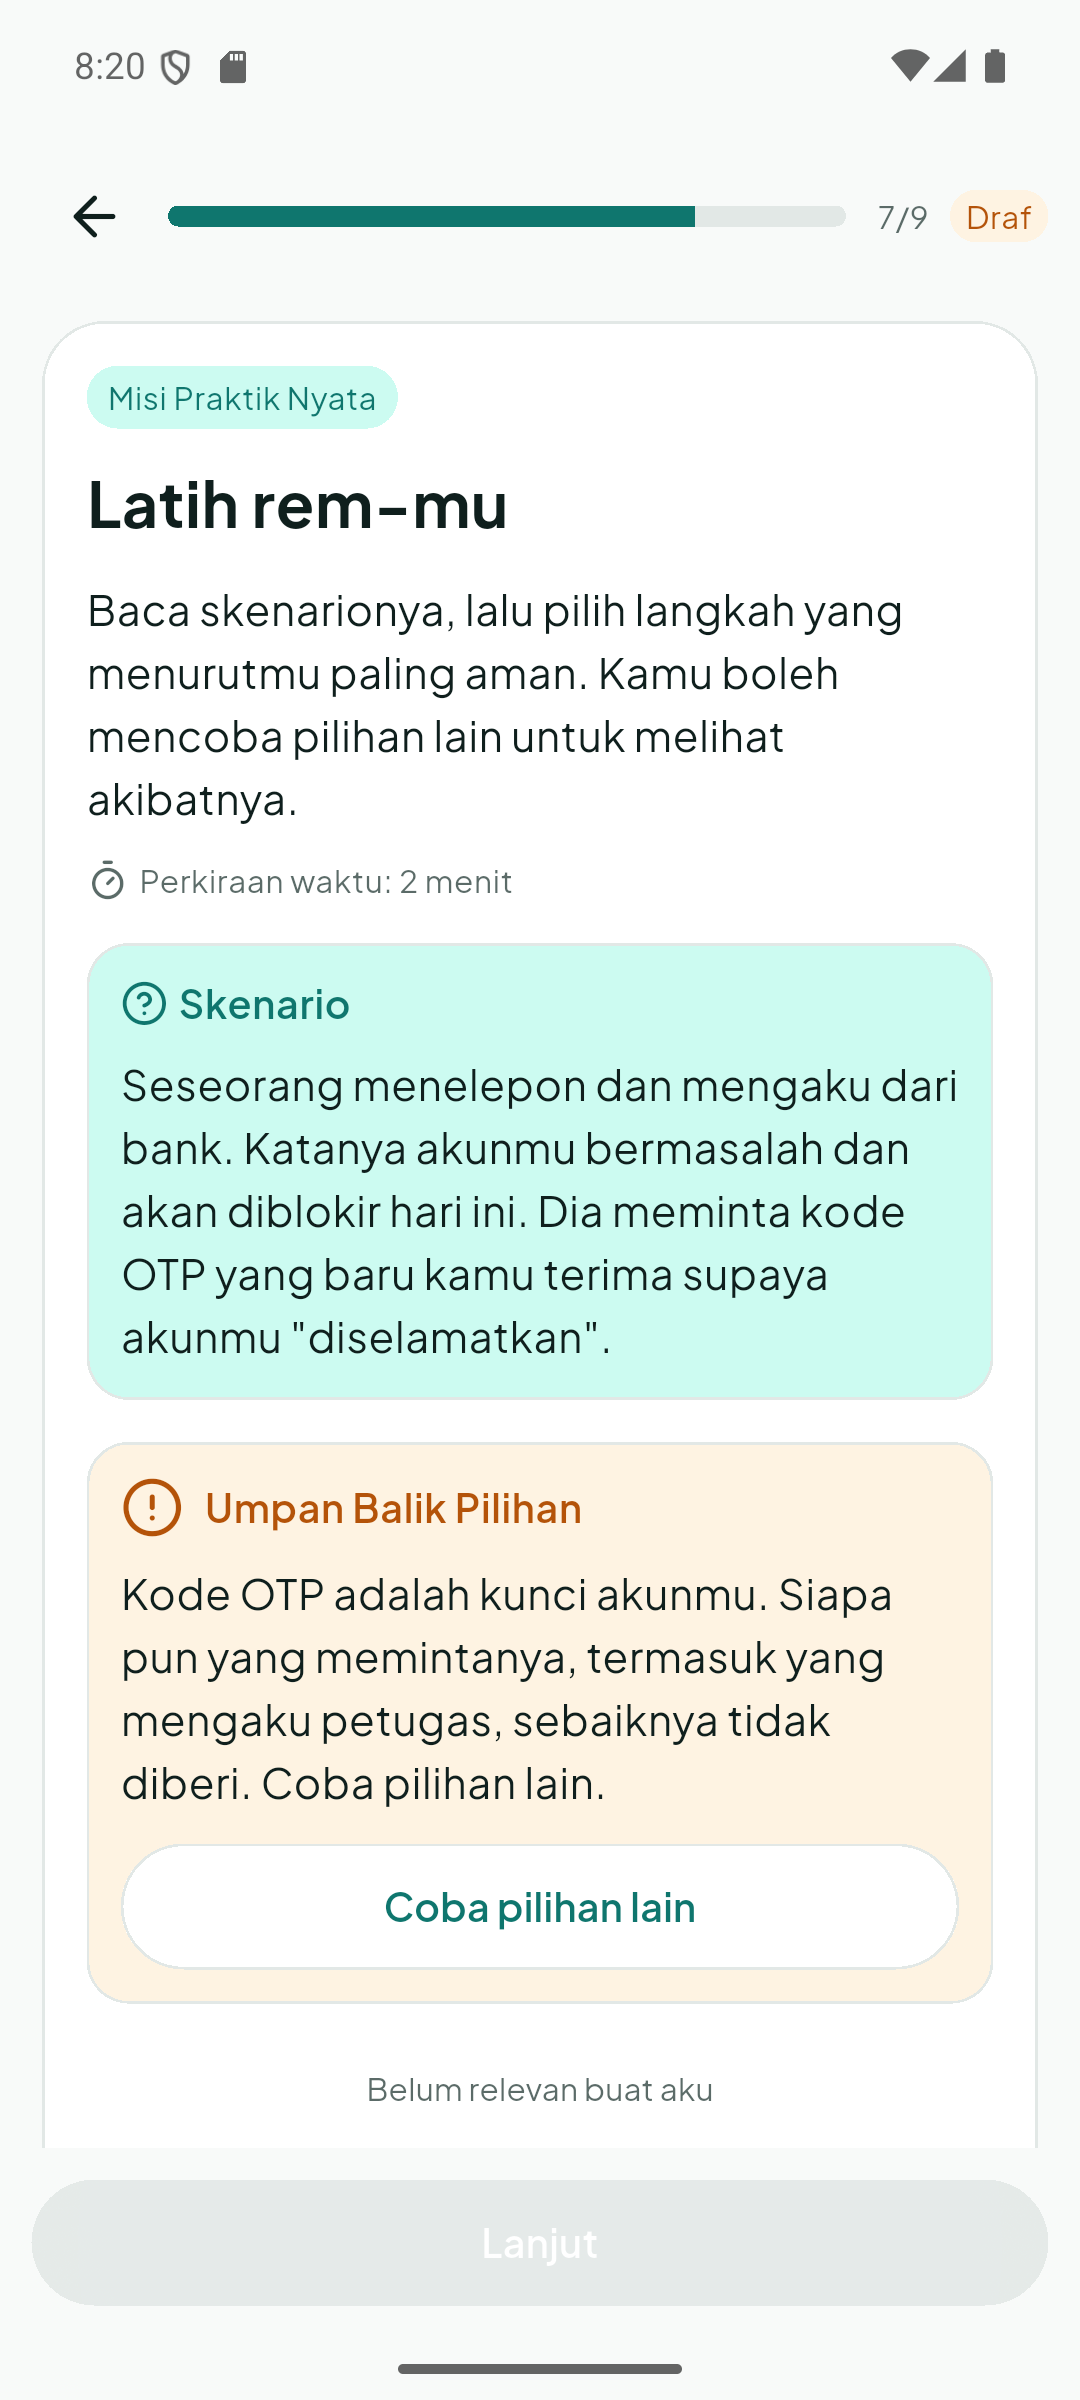 8:20
7/9
Draf
Misi Praktik Nyata
Latih rem-mu
Baca skenarionya, lalu pilih langkah yang
menurutmu paling aman. Kamu boleh
mencoba pilihan lain untuk melihat
akibatnya.
Perkiraan waktu: 2 menit
Skenario
Seseorang menelepon dan mengaku dari
bank. Katanya akunmu bermasalah dan
akan diblokir hari ini. Dia meminta kode
OTP yang baru kamu terima supaya
akunmu "diselamatkan".
Umpan Balik Pilihan
Kode OTP adalah kunci akunmu. Siapa
pun yang memintanya, termasuk yang
mengaku petugas, sebaiknya tidak
diberi. Coba pilihan lain.
Coba pilihan lain
Belum relevan buat aku
Lanjut